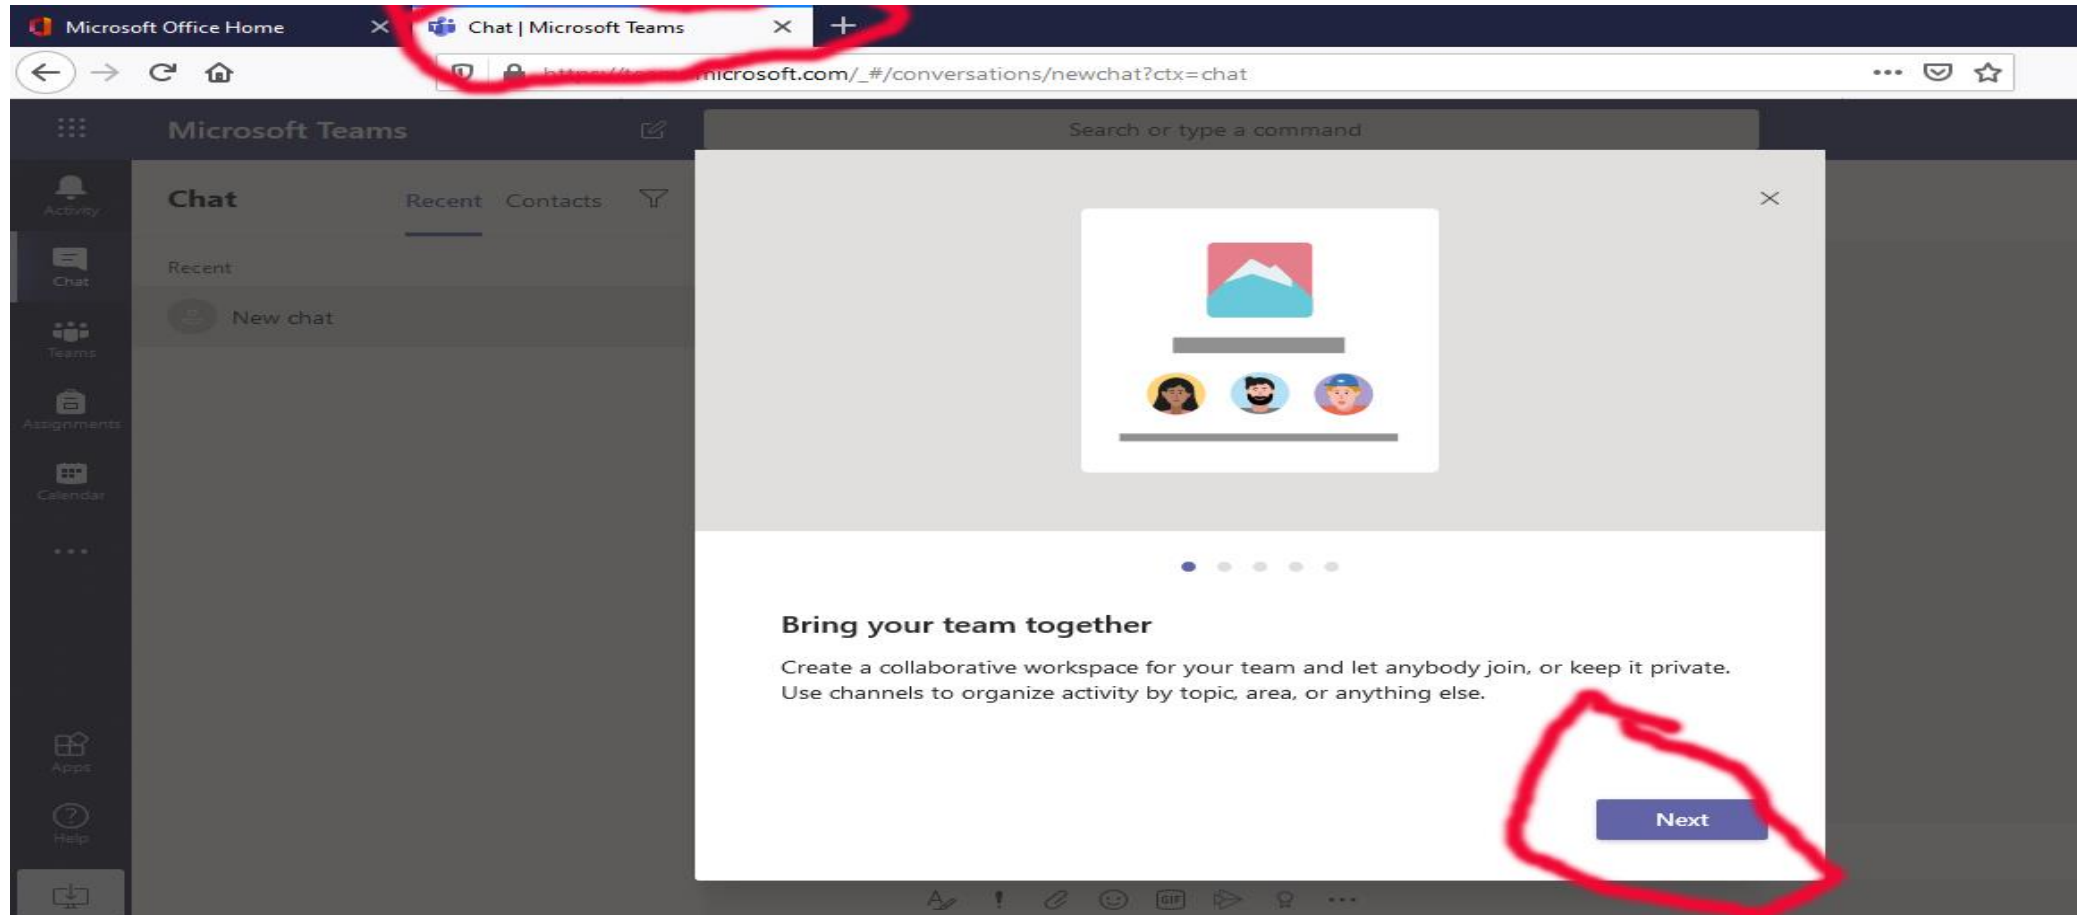 Microsoft Office Home
Chat | Microsoft Teams
microsoft.com/_#/conversations/newchat?ctx=chat
Microsoft Teams
Search or type a command
Activity
Chat
Recent Contacts
Chat
Recent
New chat
Teams
Assignments
Calendar
Bring your team together
Create a collaborative workspace for your team and let anybody join, or keep it private.
Use channels to organize activity by topic, area, or anything else.
Apps
Next
Help
GIF